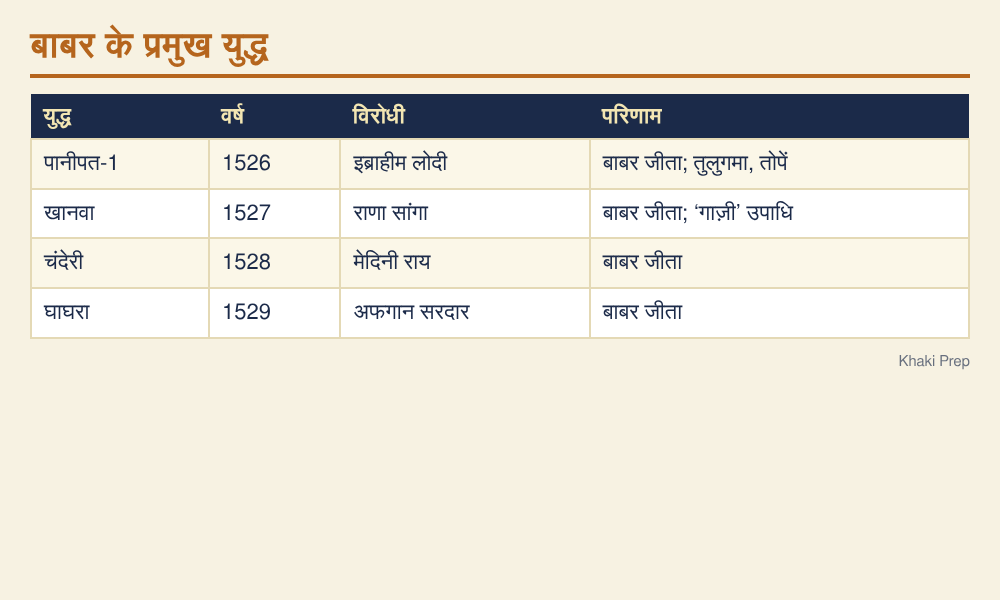 बाबर के प्रमुख युद्ध
युद्ध वर्ष विरोधी परिणाम
पानीपत-1 1526 इब्राहीम लोदी बाबर जीता; तुलुगमा, तोपें
खानवा 1527 राणा सांगा बाबर जीता; ‘गाज़ी’ उपाधि
चंदेरी 1528 मेदिनी राय बाबर जीता
घाघरा 1529 अफगान सरदार बाबर जीता
Khaki Prep